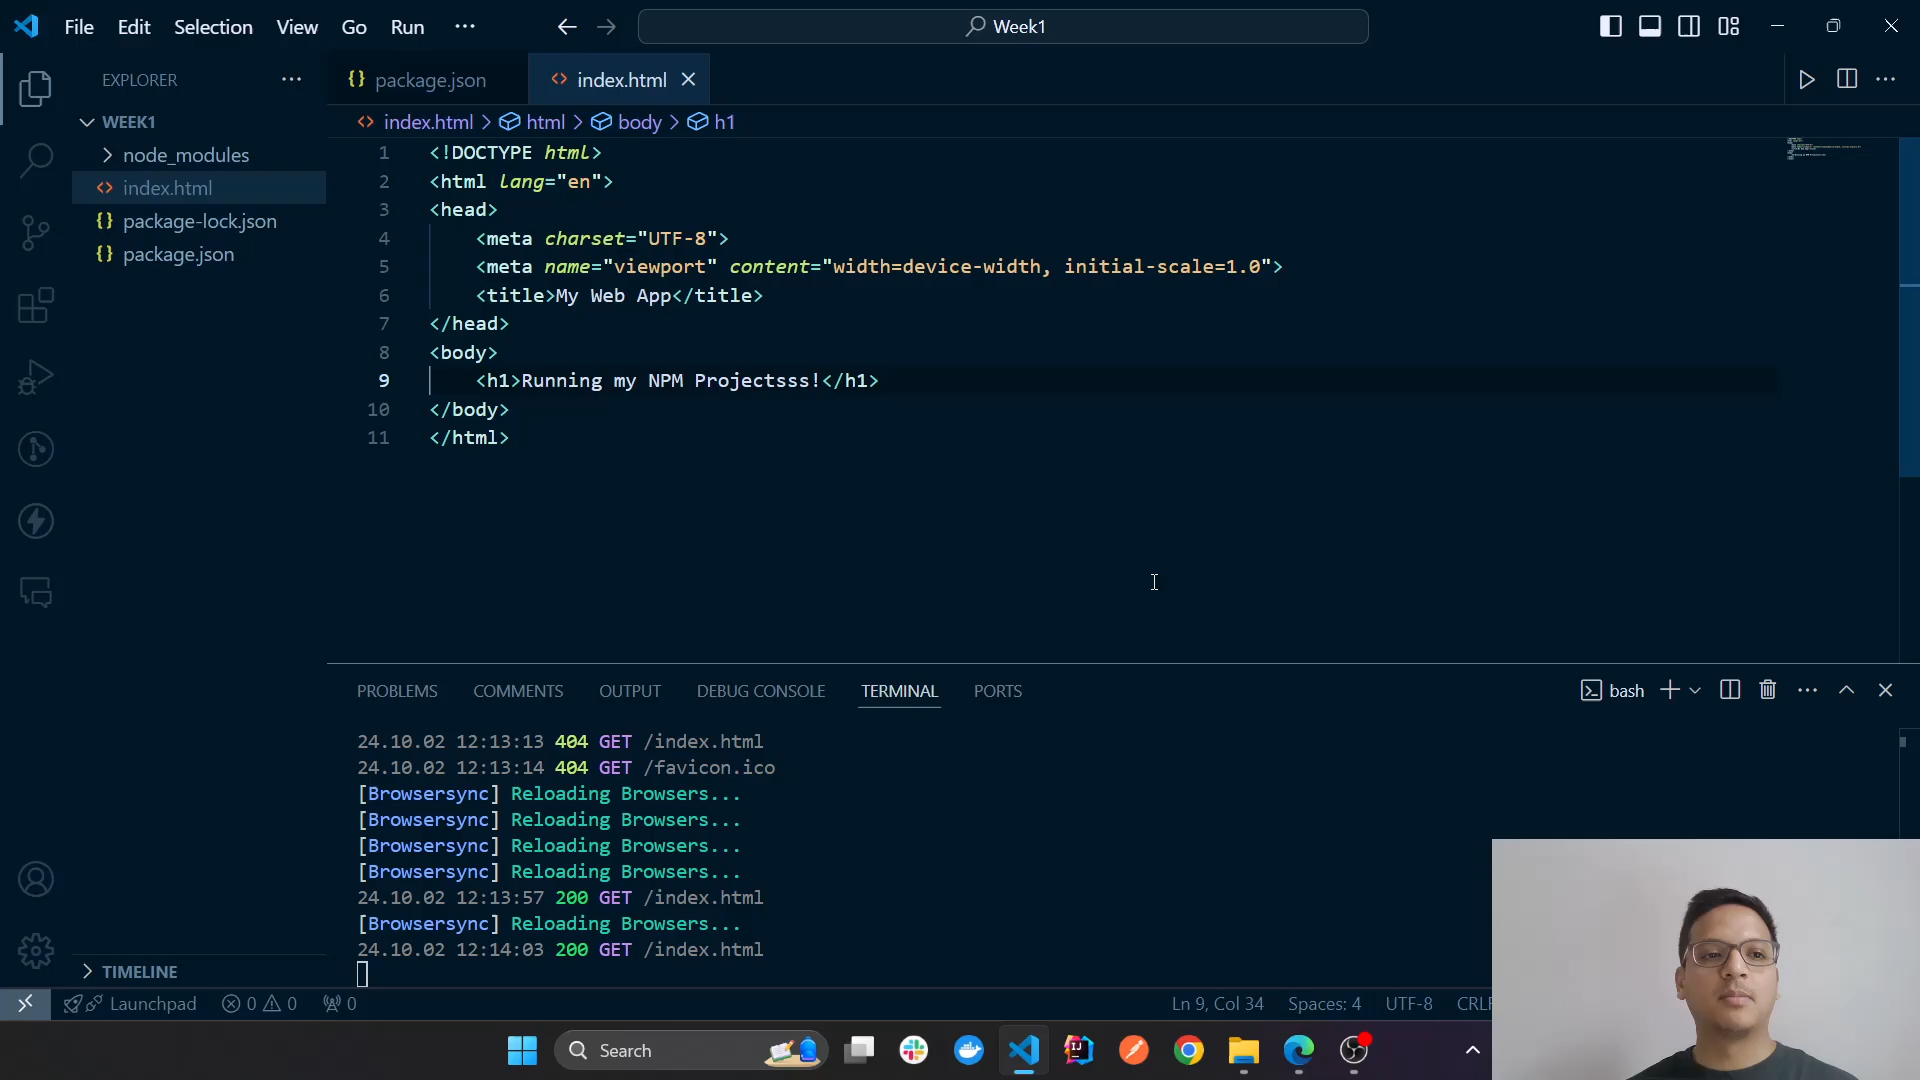 File Edit Selection View Go Run ··· Week1
EXPLORER ···
{} package.json <> index.html
WEEK1
<> index.html > html > body > h1
node_modules
<> index.html
{} package-lock.json
{} package.json
1 <!DOCTYPE html>
2 <html lang="en">
3 <head>
4 <meta charset="UTF-8">
5 <meta name="viewport" content="width=device-width, initial-scale=1.0">
6 <title>My Web App</title>
7 </head>
8 <body>
9 <h1>Running my NPM Projectsss!</h1>
10 </body>
11 </html>
PROBLEMS COMMENTS OUTPUT DEBUG CONSOLE TERMINAL PORTS bash
24.10.02 12:13:13 404 GET /index.html
24.10.02 12:13:14 404 GET /favicon.ico
[Browsersync] Reloading Browsers...
[Browsersync] Reloading Browsers...
[Browsersync] Reloading Browsers...
[Browsersync] Reloading Browsers...
24.10.02 12:13:57 200 GET /index.html
[Browsersync] Reloading Browsers...
24.10.02 12:14:03 200 GET /index.html
TIMELINE
Launchpad 0 0 0 Ln 9, Col 34 Spaces: 4 UTF-8 CRLF
Search